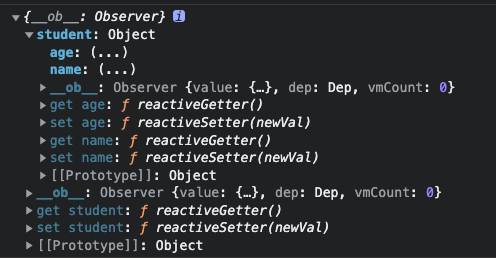 ▼{__ob__: Observer} i
▼student: Object
age: (...)
name: (...)
▶__ob__: Observer {value: {…}, dep: Dep, vmCount: 0}
▶get age: ƒ reactiveGetter()
▶set age: ƒ reactiveSetter(newVal)
▶get name: ƒ reactiveGetter()
▶set name: ƒ reactiveSetter(newVal)
▶[[Prototype]]: Object
▶__ob__: Observer {value: {…}, dep: Dep, vmCount: 0}
▶get student: ƒ reactiveGetter()
▶set student: ƒ reactiveSetter(newVal)
▶[[Prototype]]: Object